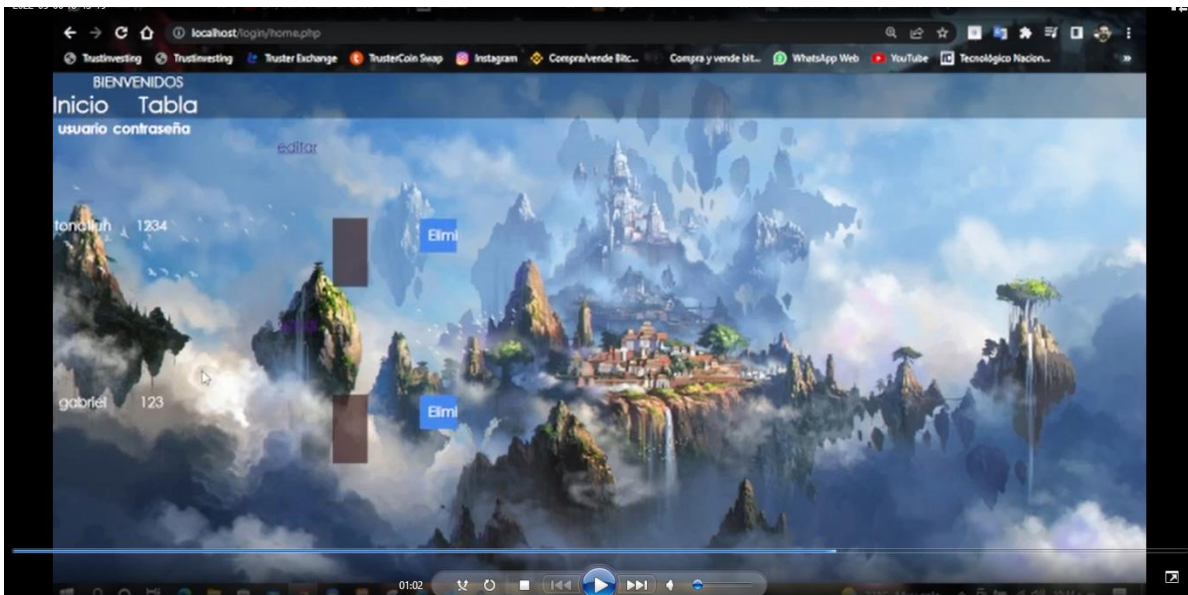 localhost/login/home.php
Trustinvesting Trustinvesting Truster Exchange TrusterCoin Swap Instagram Compra/vende Bitc... Compra y vende bit... WhatsApp Web YouTube Tecnológico Nacion... »
BIENVENIDOS
Inicio Tabla
usuario contraseña
editar
1234
Elimi
gabriel 123
Elimi
01:02